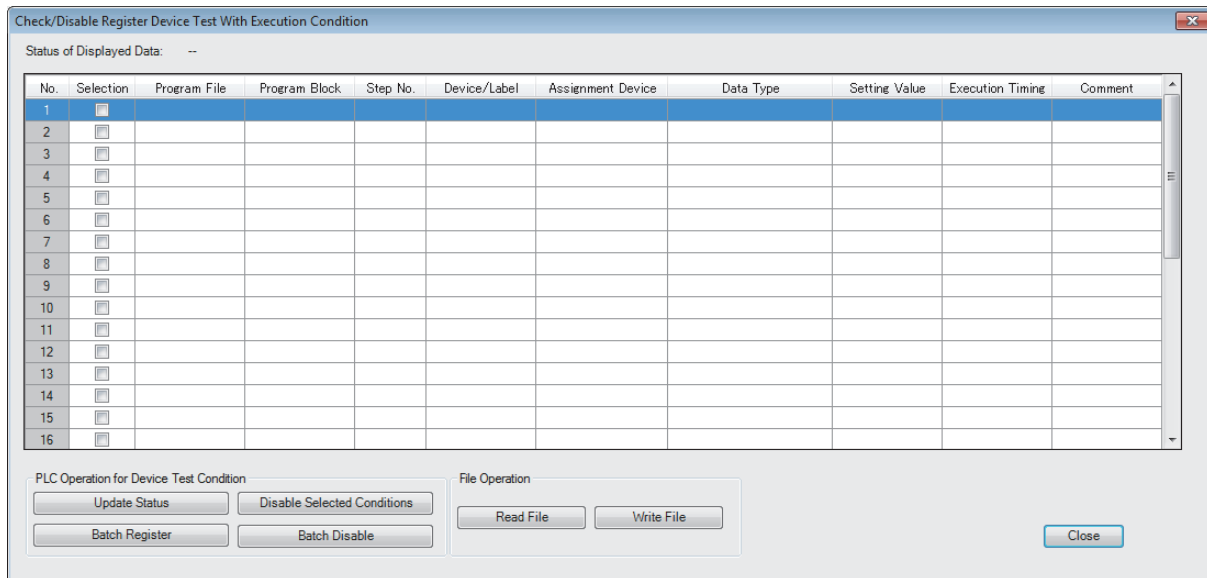 Check/Disable Register Device Test With Execution Condition
Status of Displayed Data: --
No. Selection Program File Program Block Step No. Device/Label Assignment Device Data Type Setting Value Execution Timing Comment
1
2
3
4
5
6
7
8
9
10
11
12
13
14
15
16
PLC Operation for Device Test Condition File Operation
Update Status Disable Selected Conditions
Read File Write File
Batch Register Batch Disable
Close